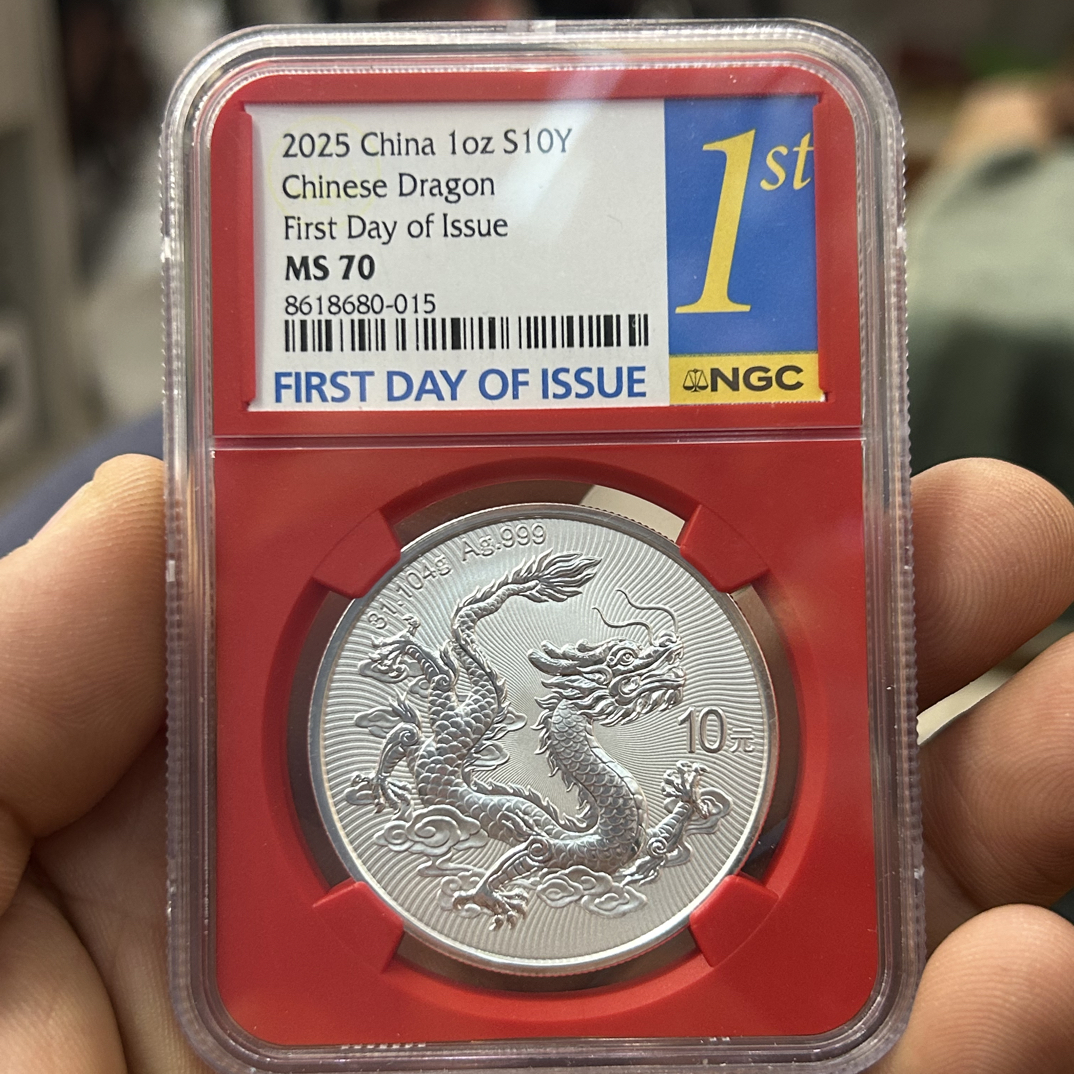 2025 China 1oz S10Y
Chinese Dragon
First Day of Issue
MS 70
8618680-015
FIRST DAY OF ISSUE
1st
NGC
31.104g Ag.999
10元